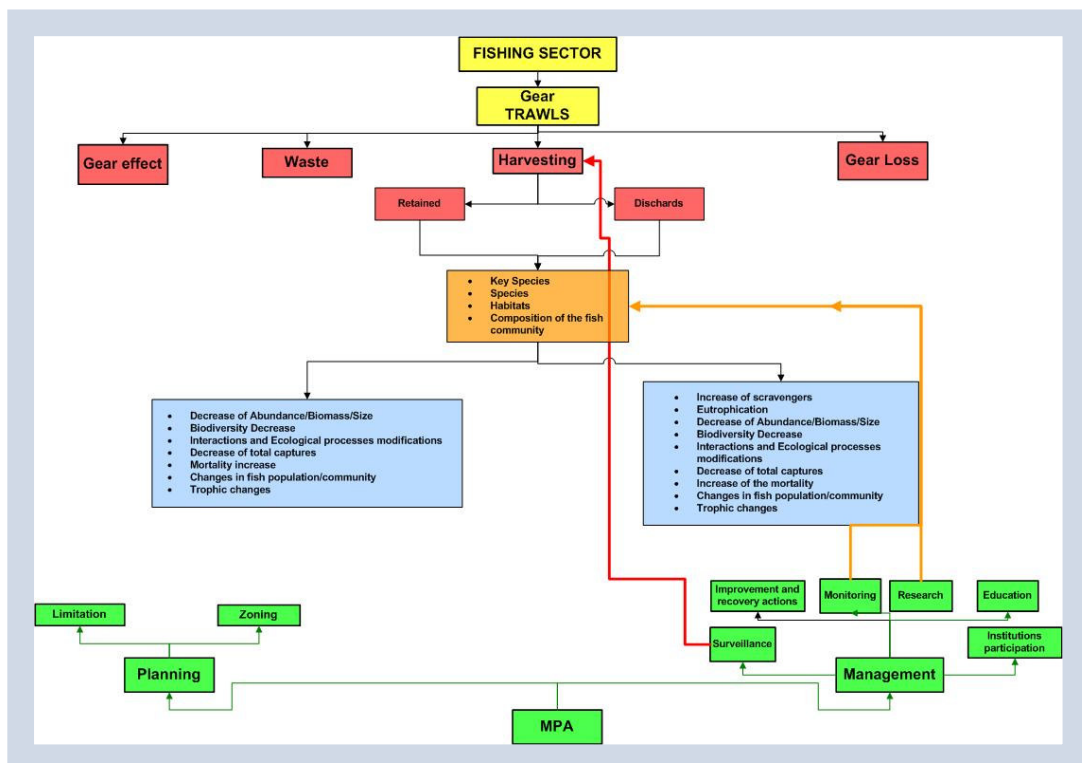 FISHING SECTOR
Gear
TRAWLS
Gear effect
Waste
Harvesting
Gear Loss
Retained
Dischards
• Key Species
• Species
• Habitats
• Composition of the fish
community
• Decrease of Abundance/Biomass/Size
• Biodiversity Decrease
• Interactions and Ecological processes modifications
• Decrease of total captures
• Mortality increase
• Changes in fish population/community
• Trophic changes
• Increase of scravengers
• Eutrophication
• Decrease of Abundance/Biomass/Size
• Biodiversity Decrease
• Interactions and Ecological processes
modifications
• Decrease of total captures
• Increase of the mortality
• Changes in fish population/community
• Trophic changes
Improvement and
recovery actions
Monitoring
Research
Education
Limitation
Zoning
Surveillance
Institutions
participation
Planning
Management
MPA